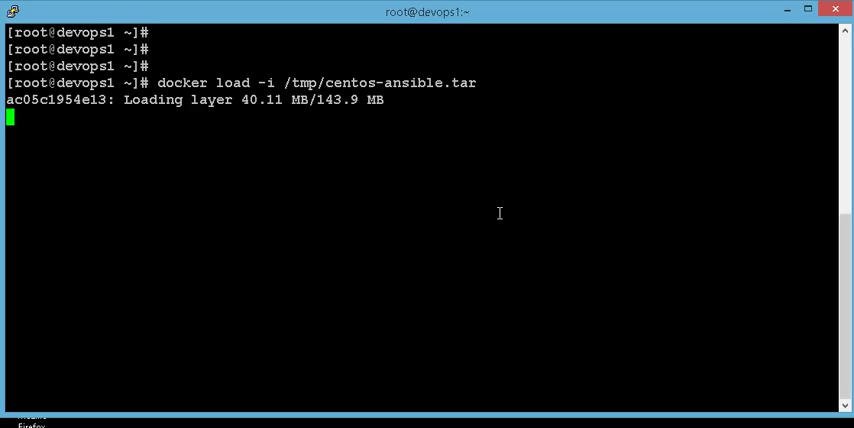 root@devops1:~
[root@devops1 ~]#
[root@devops1 ~]#
[root@devops1 ~]#
[root@devops1 ~]# docker load -i /tmp/centos-ansible.tar
ac05c1954e13: Loading layer 40.11 MB/143.9 MB
Firefox